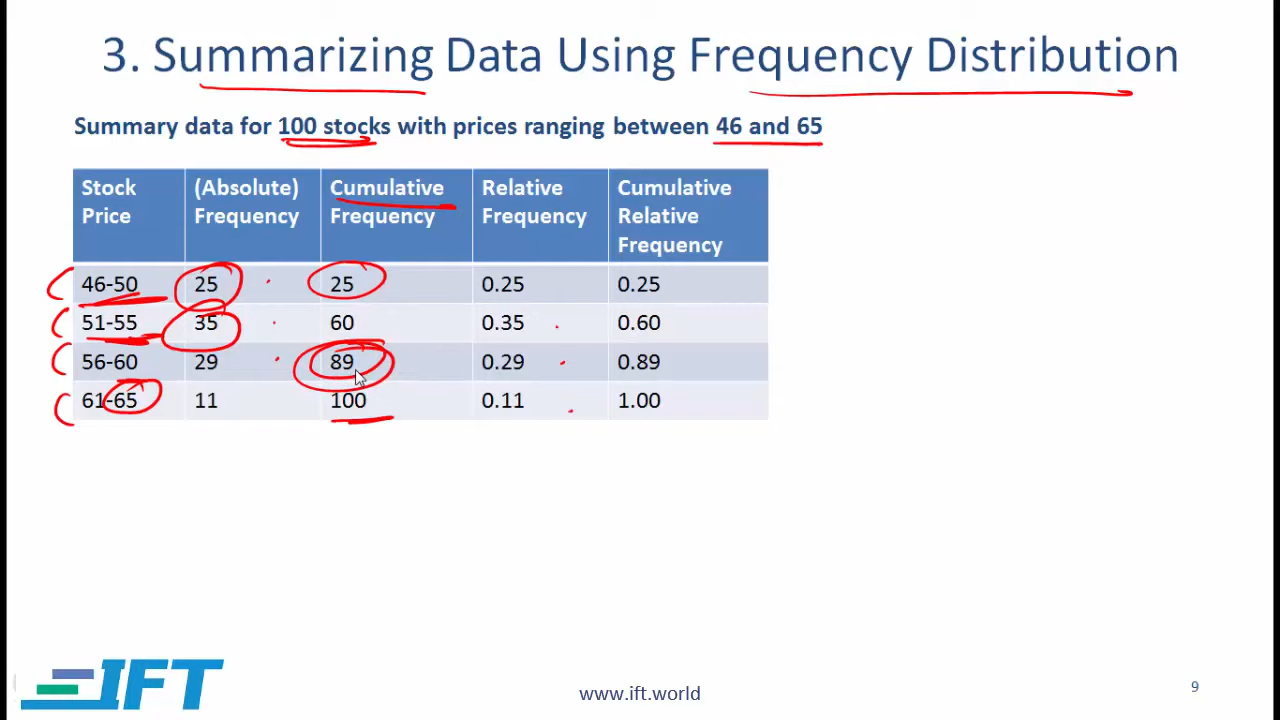 3. Summarizing Data Using Frequency Distribution
Summary data for 100 stocks with prices ranging between 46 and 65
Stock Price (Absolute) Frequency Cumulative Frequency Relative Frequency Cumulative Relative Frequency
46-50 25 25 0.25 0.25
51-55 35 60 0.35 0.60
56-60 29 89 0.29 0.89
61-65 11 100 0.11 1.00
IFT
www.ift.world
9